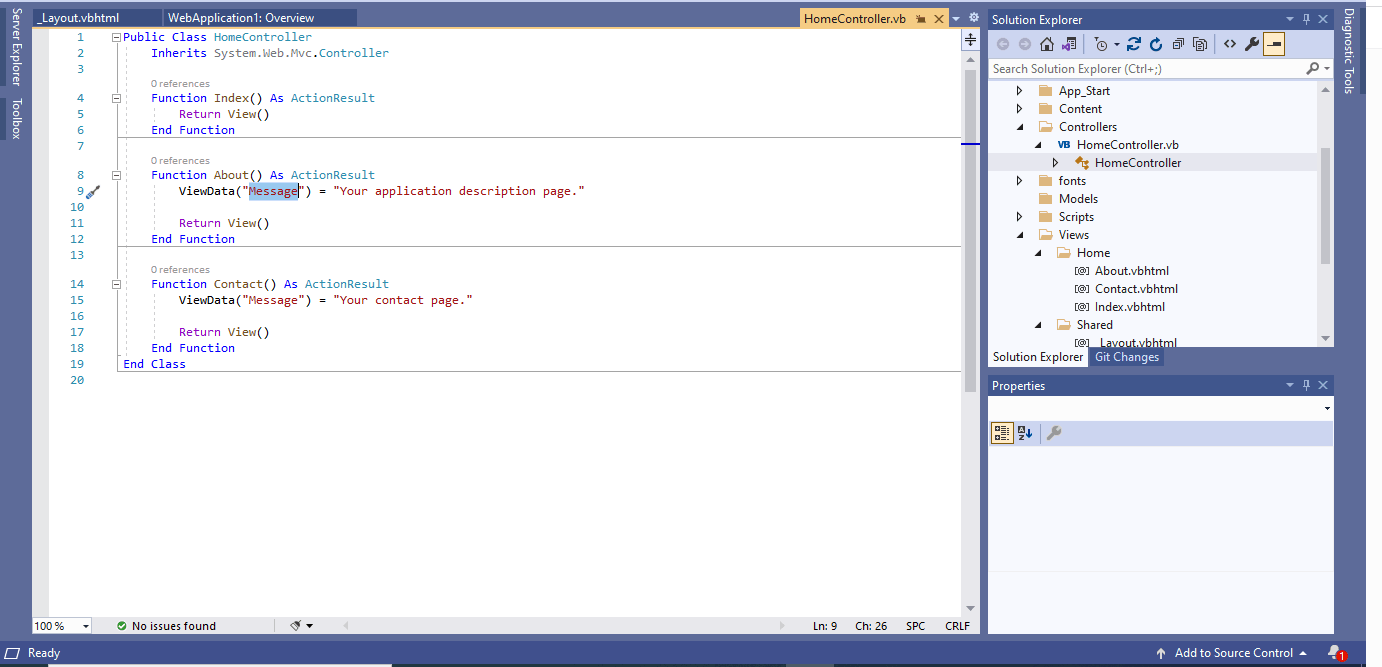 Server Explorer
Toolbox
_Layout.vbhtml
WebApplication1: Overview
HomeController.vb
1 Public Class HomeController
2 Inherits System.Web.Mvc.Controller
3
0 references
4 Function Index() As ActionResult
5 Return View()
6 End Function
7
0 references
8 Function About() As ActionResult
9 ViewData("Message") = "Your application description page."
10
11 Return View()
12 End Function
13
0 references
14 Function Contact() As ActionResult
15 ViewData("Message") = "Your contact page."
16
17 Return View()
18 End Function
19 End Class
20
100 %
No issues found
Ln: 9 Ch: 26 SPC CRLF
Solution Explorer
Search Solution Explorer (Ctrl+;)
App_Start
Content
Controllers
VB HomeController.vb
HomeController
fonts
Models
Scripts
Views
Home
[@] About.vbhtml
[@] Contact.vbhtml
[@] Index.vbhtml
Shared
[@] _Layout.vbhtml
Solution Explorer Git Changes
Properties
Diagnostic Tools
Ready
Add to Source Control
1